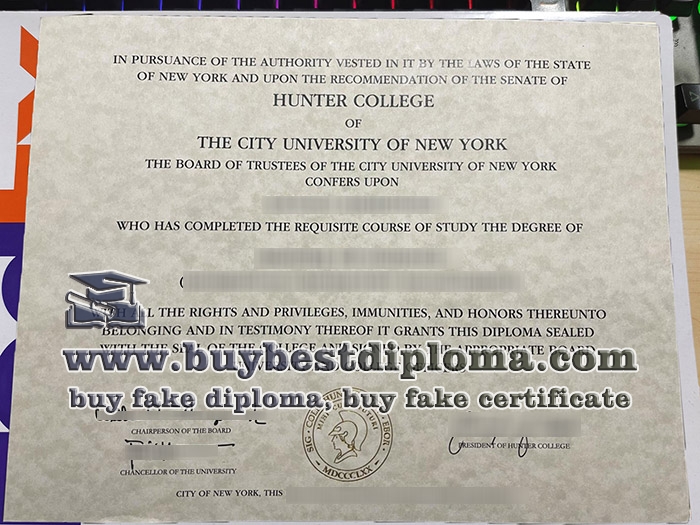 IN PURSUANCE OF THE AUTHORITY VESTED IN IT BY THE LAWS OF THE STATE
OF NEW YORK AND UPON THE RECOMMENDATION OF THE SENATE OF
HUNTER COLLEGE
OF
THE CITY UNIVERSITY OF NEW YORK
THE BOARD OF TRUSTEES OF THE CITY UNIVERSITY OF NEW YORK
CONFERS UPON
WHO HAS COMPLETED THE REQUISITE COURSE OF STUDY THE DEGREE OF
(
ALL THE RIGHTS AND PRIVILEGES, IMMUNITIES, AND HONORS THEREUNTO
BELONGING AND IN TESTIMONY THEREOF IT GRANTS THIS DIPLOMA SEALED
www.buybestdiploma.com
buy fake diploma, buy fake certificate
CHAIRPERSON OF THE BOARD
CHANCELLOR OF THE UNIVERSITY
MDCCCLXX
PRESIDENT OF HUNTER COLLEGE
CITY OF NEW YORK, THIS